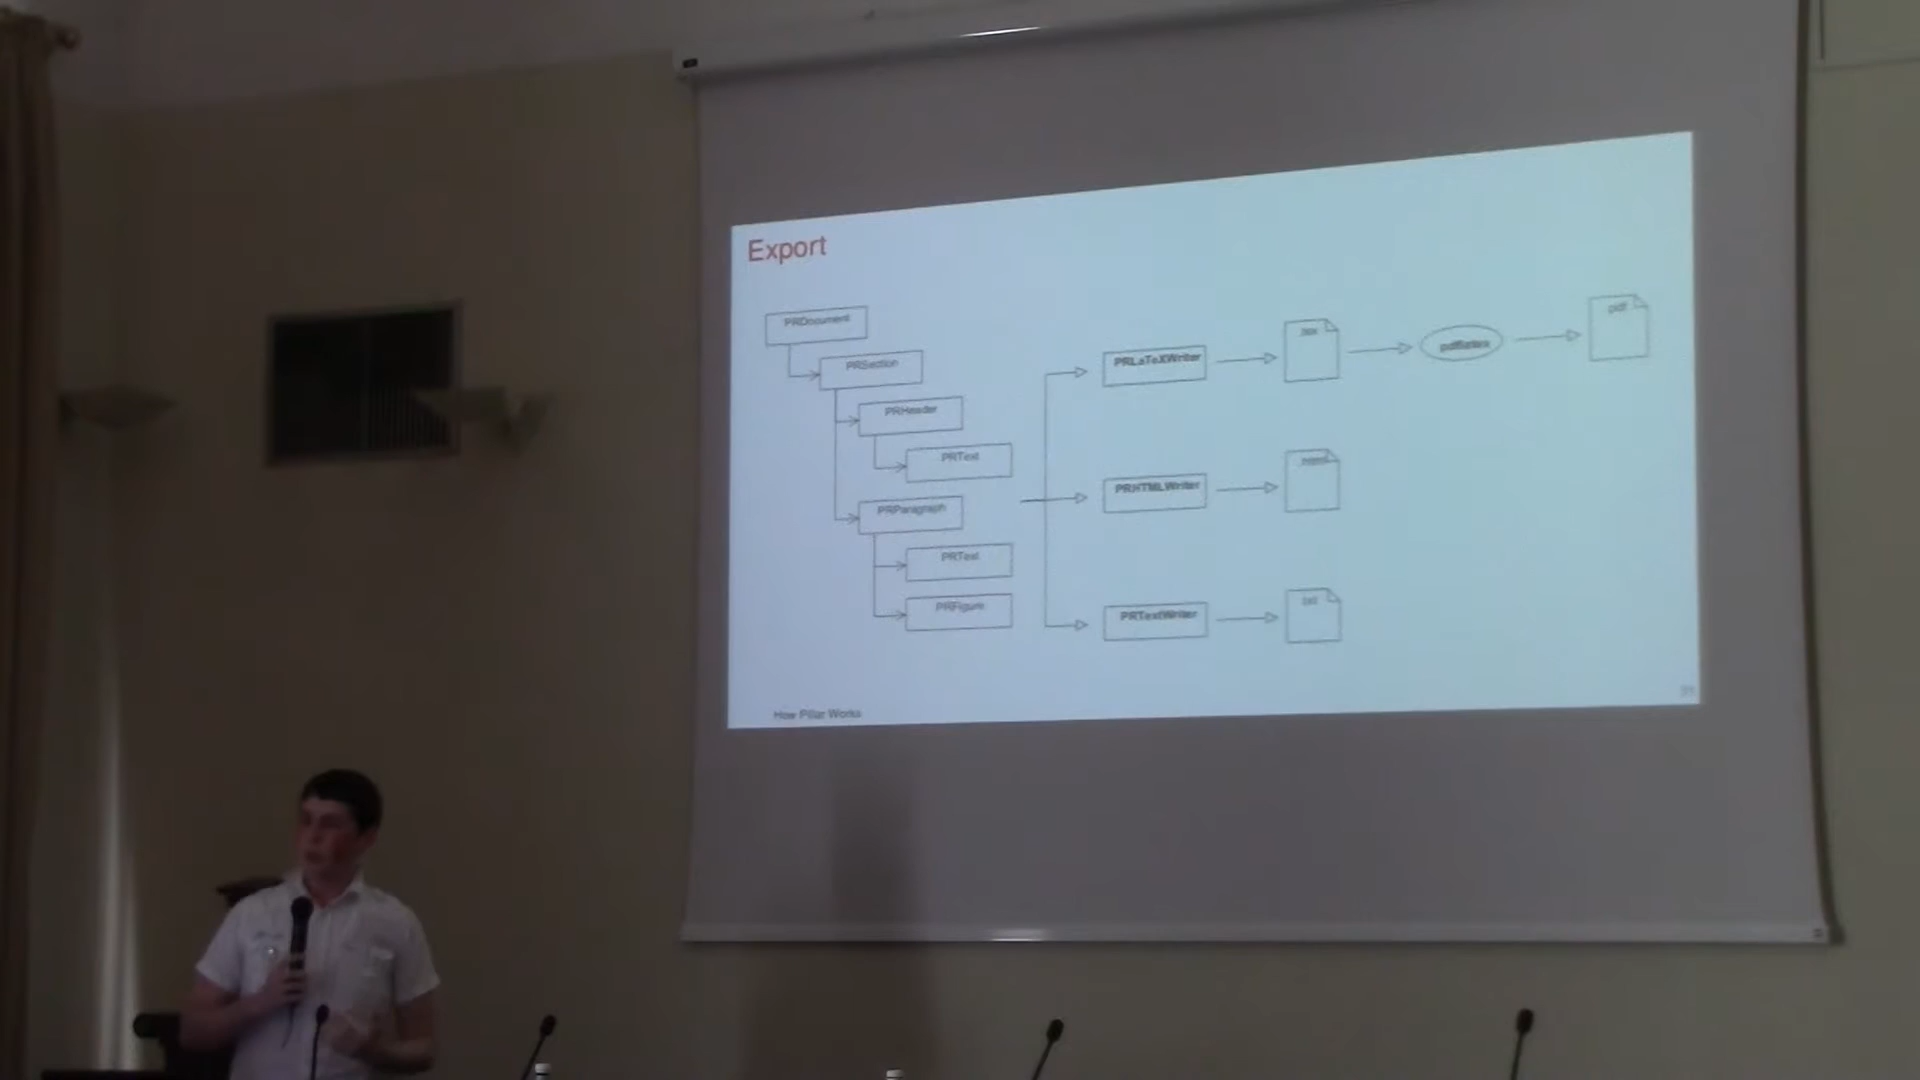 Export
PRDocument
PRSection
PRHeader
PRText
PRParagraph
PRText
PRFigure
PRLaTeXWriter
tex
pdflatex
pdf
PRHTMLWriter
html
PRTextWriter
txt
How Pillar Works